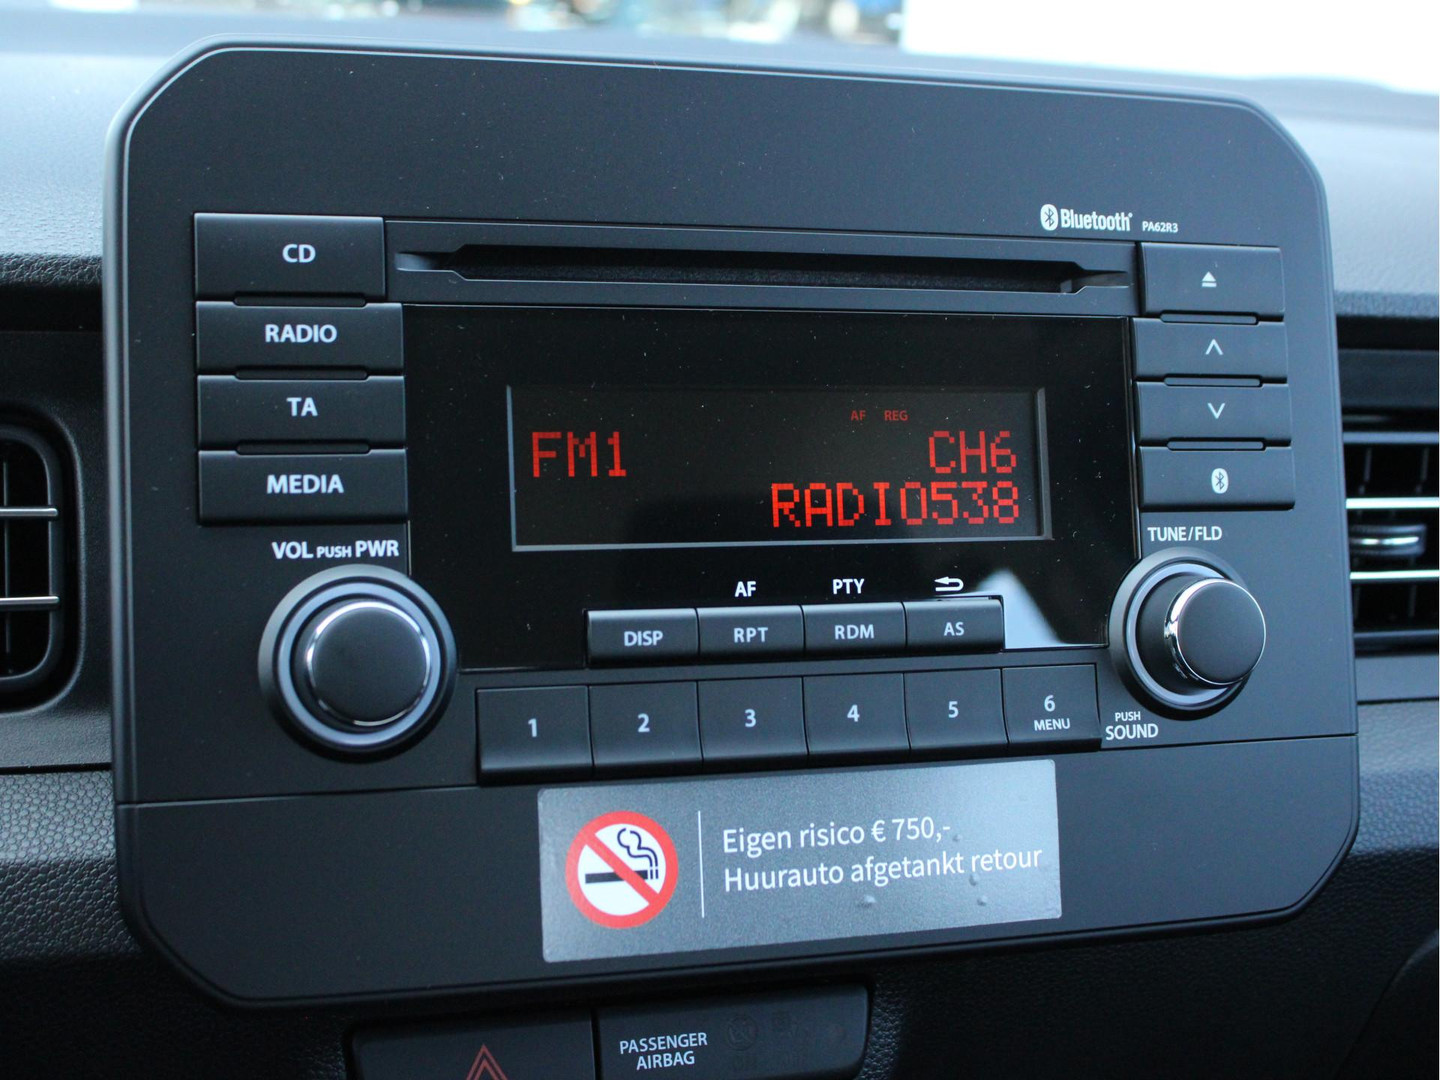 Bluetooth® PA62R3
CD
RADIO
TA
MEDIA
AF REG
FM1 CH6
RADIO538
VOL PUSH PWR
TUNE/FLD
AF PTY
DISP RPT RDM AS
1 2 3 4 5 6
MENU
PUSH
SOUND
Eigen risico € 750,-
Huurauto afgetankt retour
PASSENGER
AIRBAG